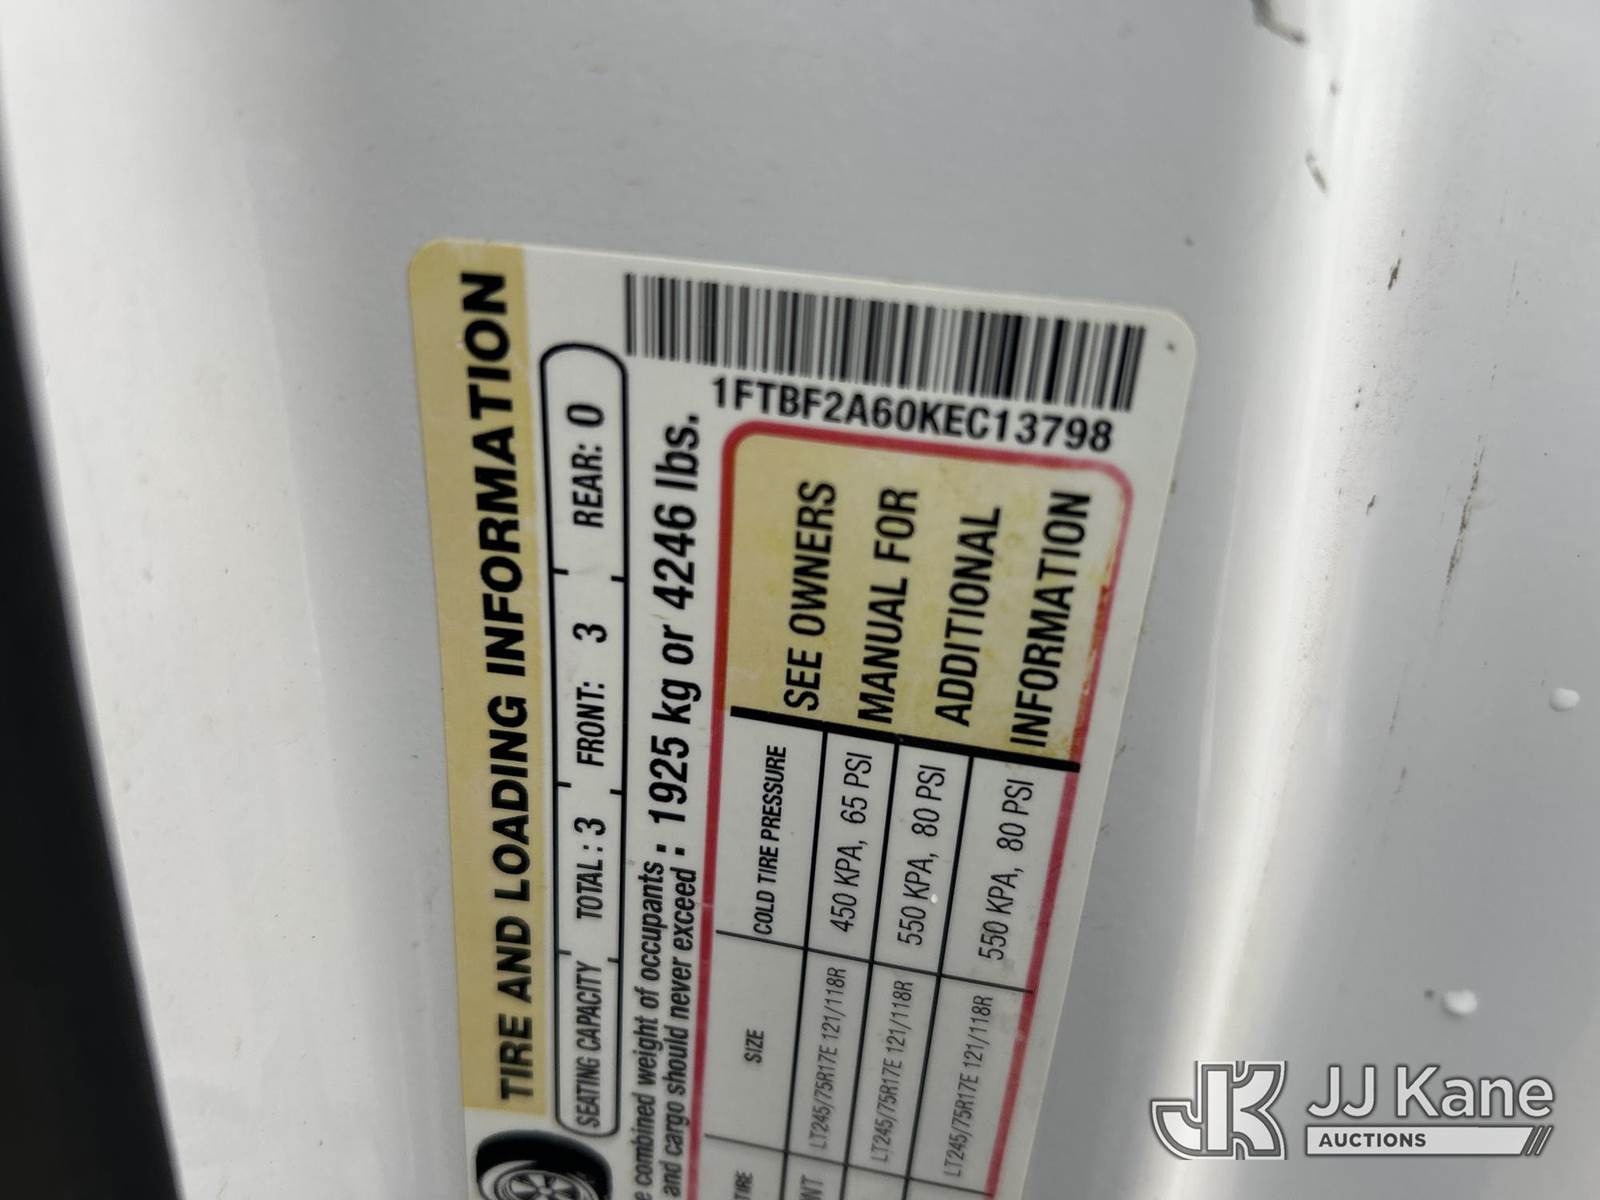 TIRE AND LOADING INFORMATION
SEATING CAPACITY TOTAL: 3 FRONT: 3 REAR: 0
combined weight of occupants
and cargo should never exceed : 1925 kg or 4246 lbs.
1FTBF2A60KEC13798
SIZE COLD TIRE PRESSURE
LT245/75R17E 121/118R 450 KPA, 65 PSI
LT245/75R17E 121/118R 550 KPA, 80 PSI
LT245/75R17E 121/118R 550 KPA, 80 PSI
SEE OWNERS
MANUAL FOR
ADDITIONAL
INFORMATION
JJ Kane
AUCTIONS